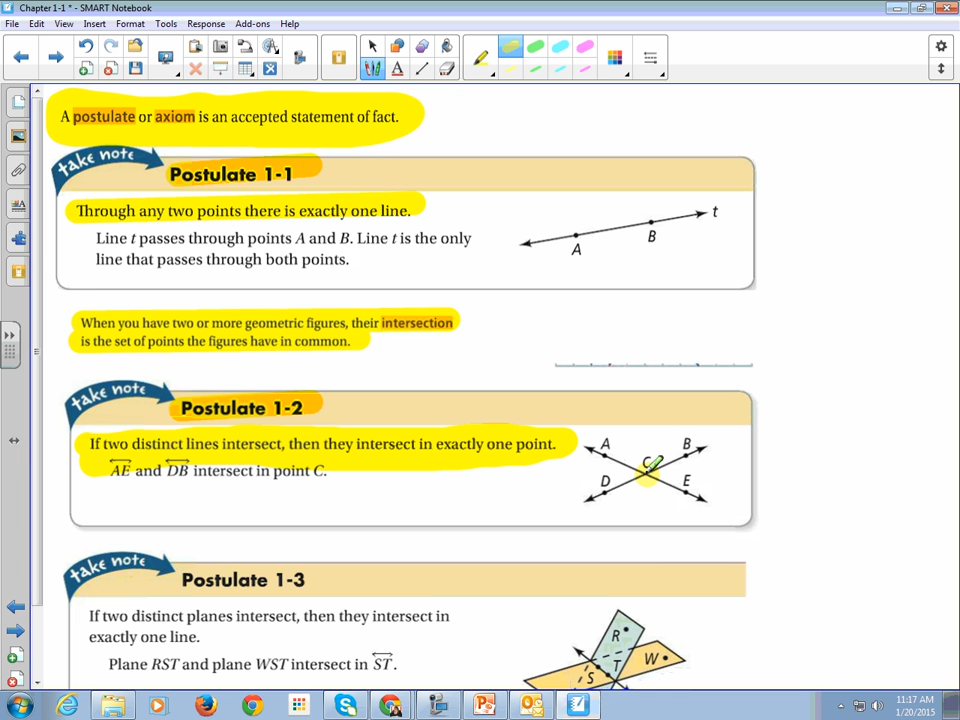 Chapter 1-1 * - SMART Notebook
File Edit View Insert Format Tools Response Add-ons Help
A postulate or axiom is an accepted statement of fact.
take note
Postulate 1-1
Through any two points there is exactly one line.
Line t passes through points A and B. Line t is the only
line that passes through both points.
t
A
B
When you have two or more geometric figures, their intersection
is the set of points the figures have in common.
take note
Postulate 1-2
If two distinct lines intersect, then they intersect in exactly one point.
AE and DB intersect in point C.
A
B
C
D
E
take note
Postulate 1-3
If two distinct planes intersect, then they intersect in
exactly one line.
Plane RST and plane WST intersect in ST.
R
W
S
T
11:17 AM
1/20/2015